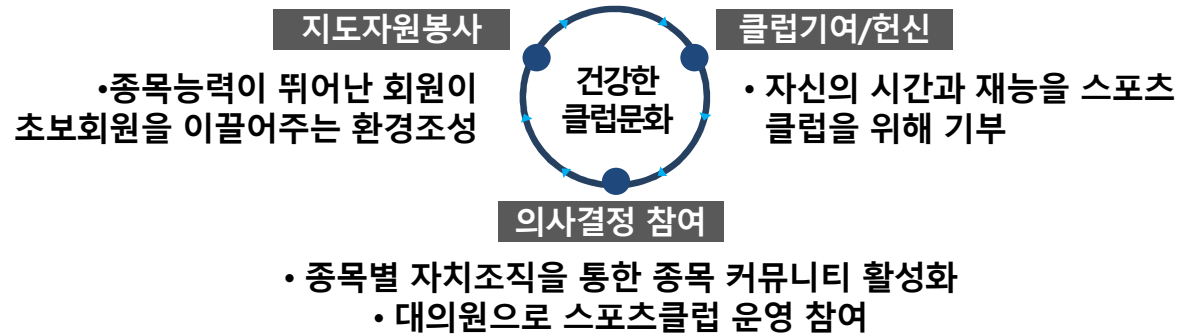 지도자원봉사
•종목능력이 뛰어난 회원이
초보회원을 이끌어주는 환경조성
건강한
클럽문화
클럽기여/헌신
• 자신의 시간과 재능을 스포츠
클럽을 위해 기부
의사결정 참여
• 종목별 자치조직을 통한 종목 커뮤니티 활성화
• 대의원으로 스포츠클럽 운영 참여